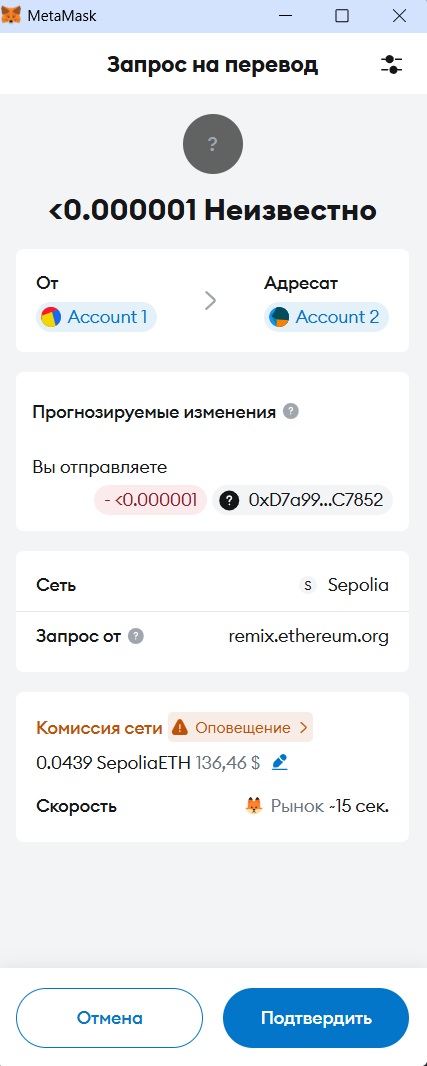 MetaMask
Запрос на перевод
?
<0.000001 Неизвестно
От
Адресат
Account 1
Account 2
Прогнозируемые изменения ?
Вы отправляете
- <0.000001 ? 0xD7a99...C7852
Сеть S Sepolia
Запрос от ? remix.ethereum.org
Комиссия сети Оповещение
0.0439 SepoliaETH 136,46 $
Скорость Рынок ~15 сек.
Отмена Подтвердить